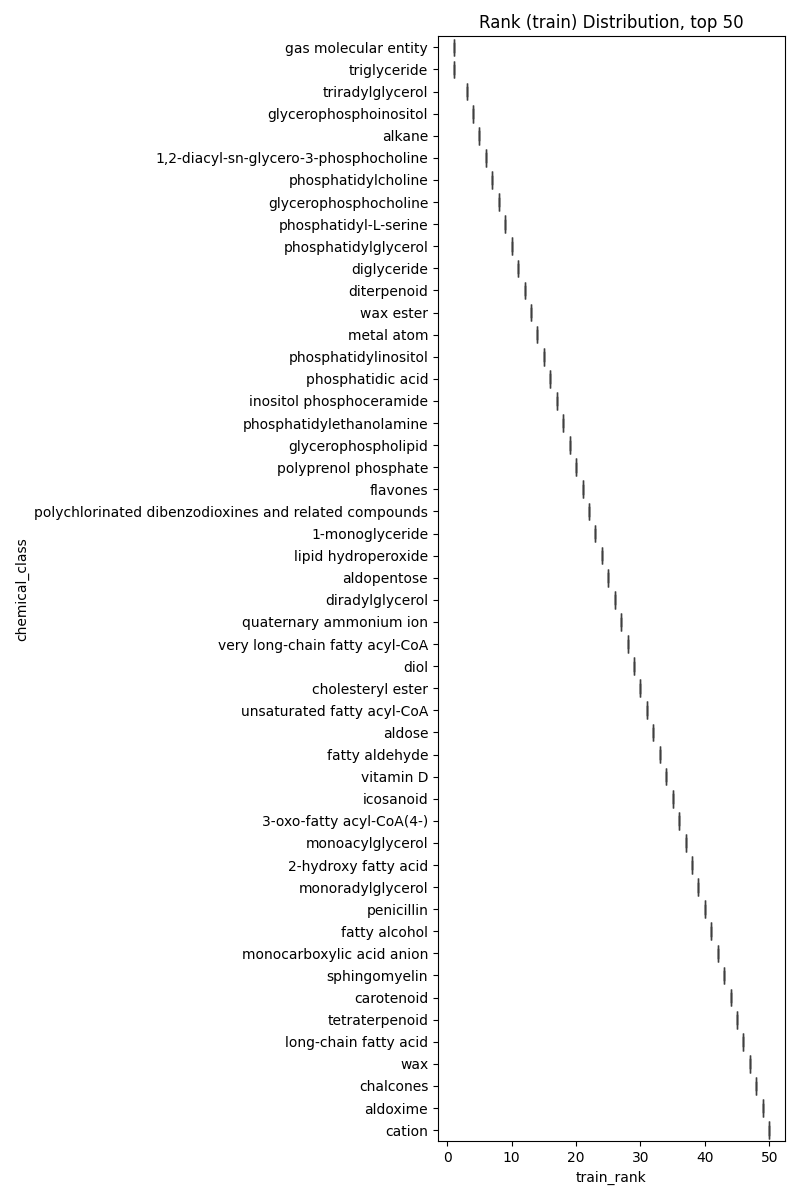 Rank (train) Distribution, top 50
gas molecular entity
triglyceride
triradylglycerol
glycerophosphoinositol
alkane
1,2-diacyl-sn-glycero-3-phosphocholine
phosphatidylcholine
glycerophosphocholine
phosphatidyl-L-serine
phosphatidylglycerol
diglyceride
diterpenoid
wax ester
metal atom
phosphatidylinositol
phosphatidic acid
inositol phosphoceramide
phosphatidylethanolamine
glycerophospholipid
polyprenol phosphate
flavones
polychlorinated dibenzodioxines and related compounds
1-monoglyceride
lipid hydroperoxide
aldopentose
diradylglycerol
quaternary ammonium ion
very long-chain fatty acyl-CoA
diol
cholesteryl ester
unsaturated fatty acyl-CoA
aldose
fatty aldehyde
vitamin D
icosanoid
3-oxo-fatty acyl-CoA(4-)
monoacylglycerol
2-hydroxy fatty acid
monoradylglycerol
penicillin
fatty alcohol
monocarboxylic acid anion
sphingomyelin
carotenoid
tetraterpenoid
long-chain fatty acid
wax
chalcones
aldoxime
cation
chemical_class
0 10 20 30 40 50
train_rank